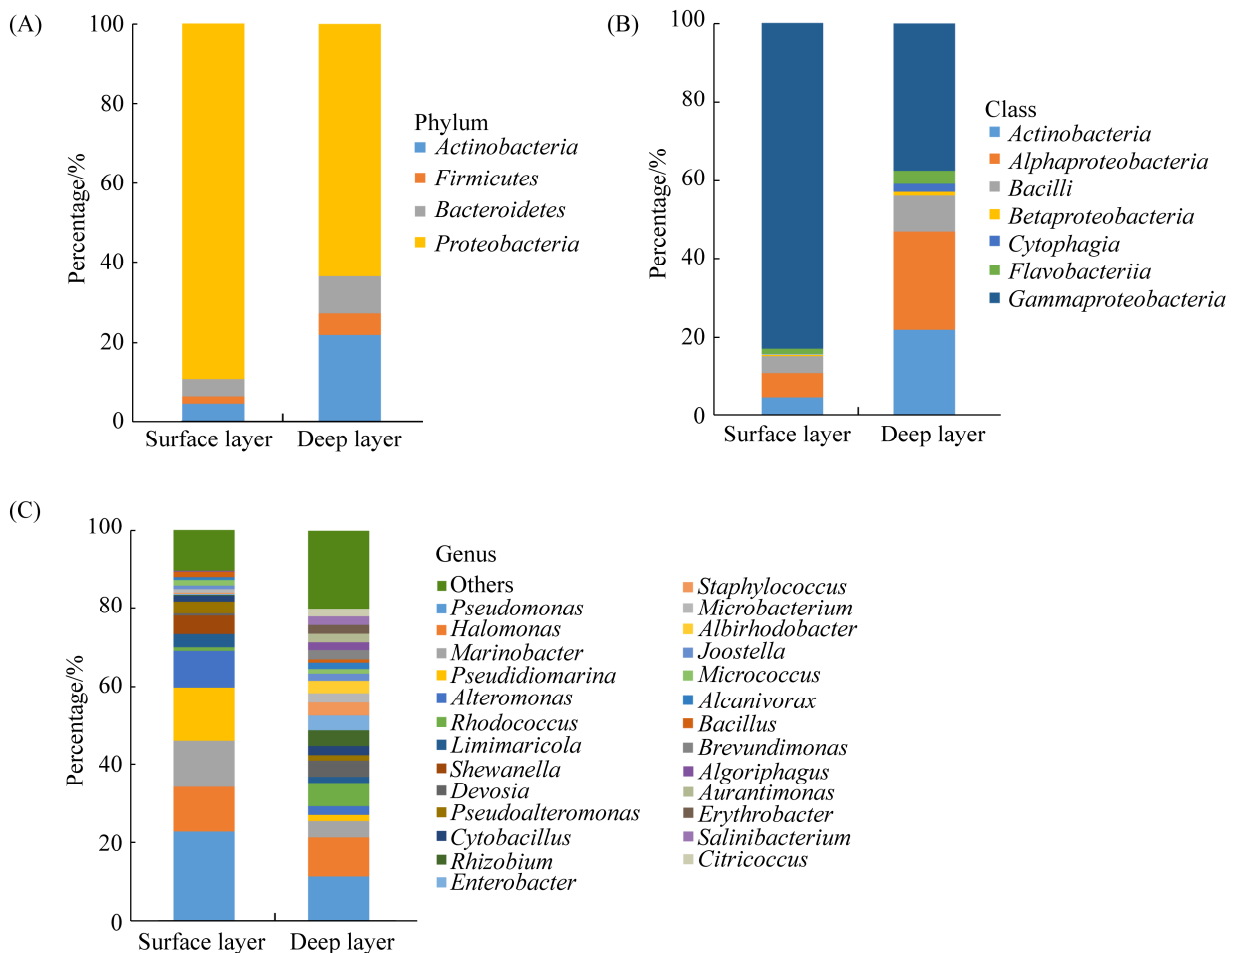 (A)
100
80
60
40
20
0
Percentage/%
Surface layer
Deep layer
Phylum
Actinobacteria
Firmicutes
Bacteroidetes
Proteobacteria
(B)
100
80
60
40
20
0
Percentage/%
Surface layer
Deep layer
Class
Actinobacteria
Alphaproteobacteria
Bacilli
Betaproteobacteria
Cytophagia
Flavobacteriia
Gammaproteobacteria
(C)
100
80
60
40
20
0
Percentage/%
Surface layer
Deep layer
Genus
Others
Pseudomonas
Halomonas
Marinobacter
Pseudidiomarina
Alteromonas
Rhodococcus
Limimaricola
Shewanella
Devosia
Pseudoalteromonas
Cytobacillus
Rhizobium
Enterobacter
Staphylococcus
Microbacterium
Albirhodobacter
Joostella
Micrococcus
Alcanivorax
Bacillus
Brevundimonas
Algoriphagus
Aurantimonas
Erythrobacter
Salinibacterium
Citricoccus